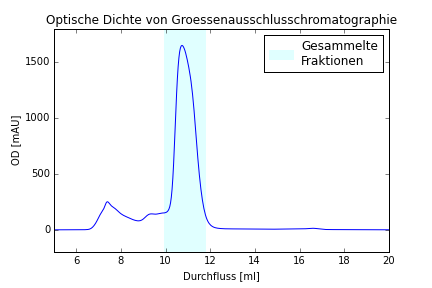 Optische Dichte von Groessenausschlusschromatographie
Gesammelte
Fraktionen
1500
1000
500
0
OD [mAU]
6 8 10 12 14 16 18 20
Durchfluss [ml]